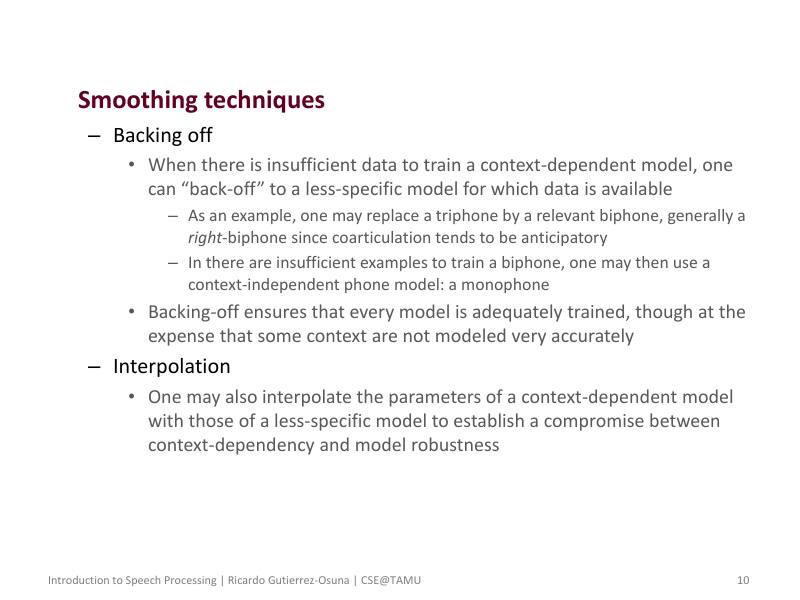 Smoothing techniques
– Backing off
• When there is insufficient data to train a context-dependent model, one
can “back-off” to a less-specific model for which data is available
– As an example, one may replace a triphone by a relevant biphone, generally a
right-biphone since coarticulation tends to be anticipatory
– In there are insufficient examples to train a biphone, one may then use a
context-independent phone model: a monophone
• Backing-off ensures that every model is adequately trained, though at the
expense that some context are not modeled very accurately
– Interpolation
• One may also interpolate the parameters of a context-dependent model
with those of a less-specific model to establish a compromise between
context-dependency and model robustness
Introduction to Speech Processing | Ricardo Gutierrez-Osuna | CSE@TAMU 10